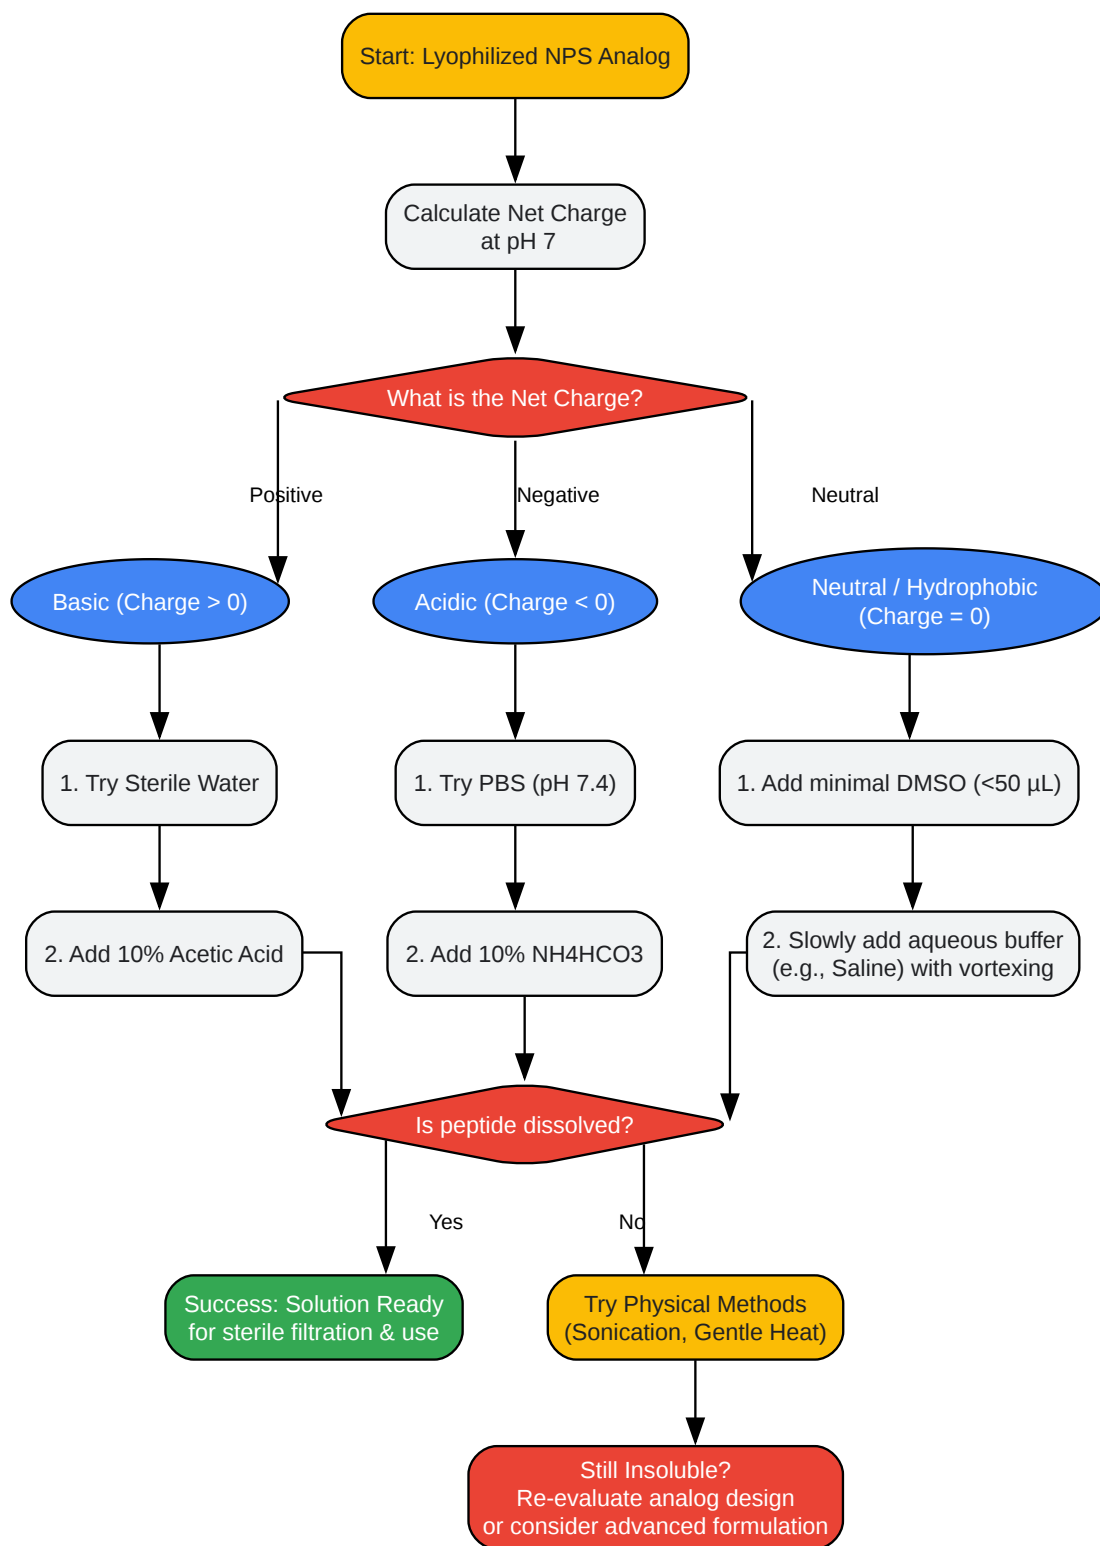 Start: Lyophilized NPS Analog
Calculate Net Charge
at pH 7
What is the Net Charge?
Positive
Negative
Neutral
Basic (Charge > 0)
Acidic (Charge < 0)
Neutral / Hydrophobic
(Charge = 0)
1. Try Sterile Water
1. Try PBS (pH 7.4)
1. Add minimal DMSO (<50 µL)
2. Add 10% Acetic Acid
2. Add 10% NH4HCO3
2. Slowly add aqueous buffer
(e.g., Saline) with vortexing
Is peptide dissolved?
Yes
No
Success: Solution Ready
for sterile filtration & use
Try Physical Methods
(Sonication, Gentle Heat)
Still Insoluble?
Re-evaluate analog design
or consider advanced formulation